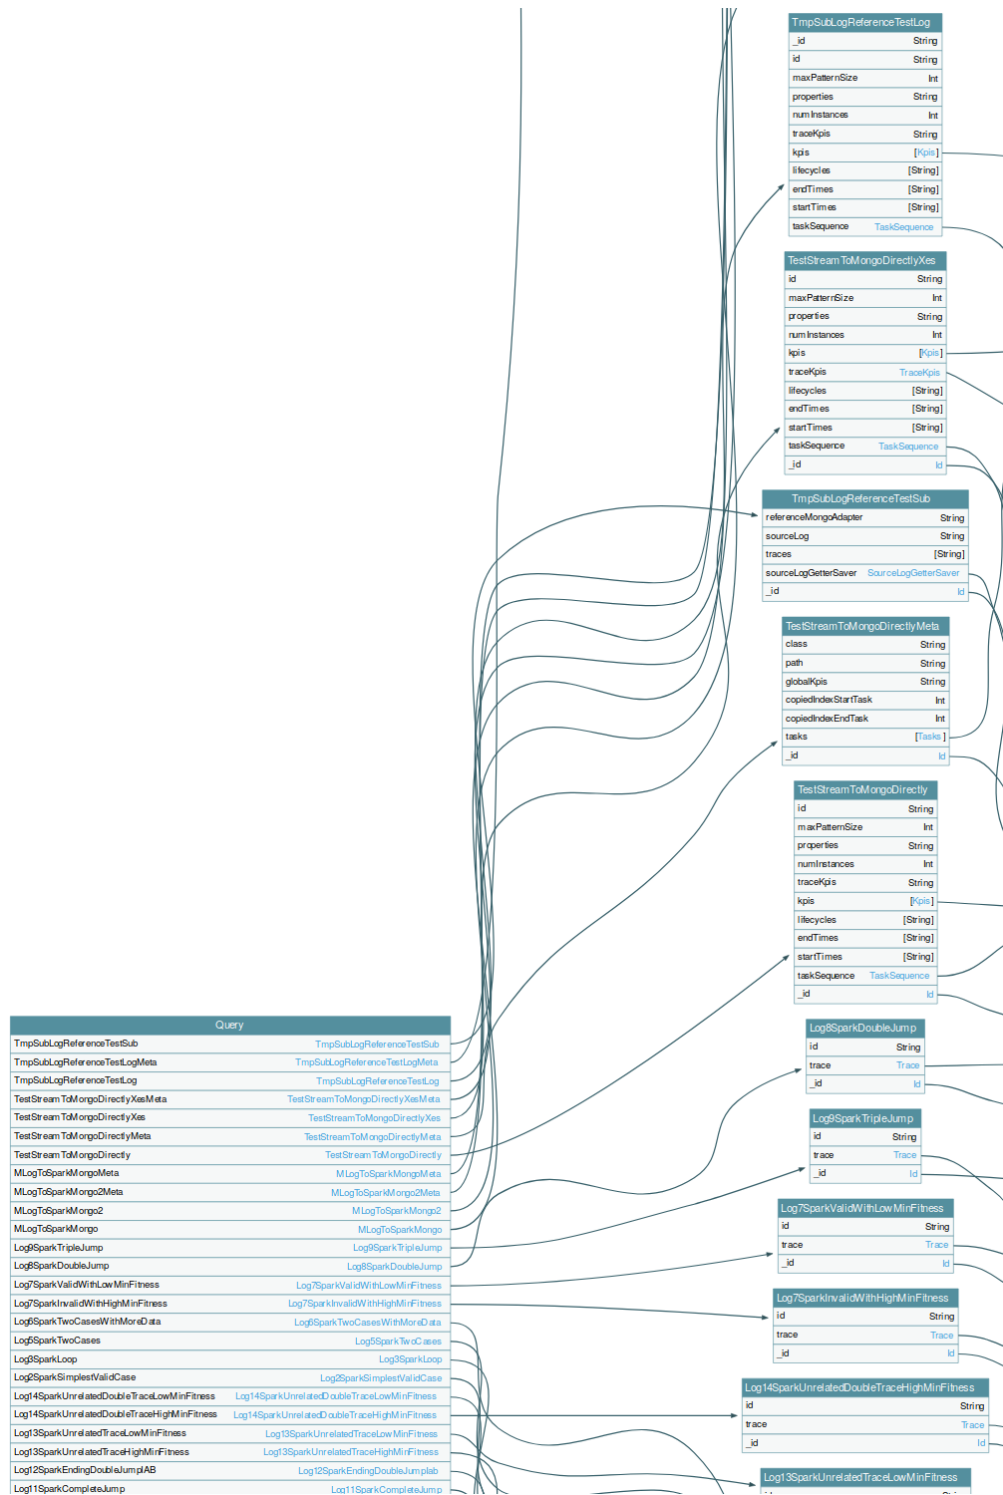 TmpSubLogReferenceTestLog
_id String
id String
maxPatternSize Int
properties String
numInstances Int
traceKpis String
kpis [Kpis]
lifecycles [String]
endTimes [String]
startTimes [String]
taskSequence TaskSequence
TestStreamToMongoDirectlyXes
id String
maxPatternSize Int
properties String
numInstances Int
kpis [Kpis]
traceKpis TraceKpis
lifecycles [String]
endTimes [String]
startTimes [String]
taskSequence TaskSequence
_id Id
TmpSubLogReferenceTestSub
referenceMongoAdapter String
sourceLog String
traces [String]
sourceLogGetterSaver SourceLogGetterSaver
_id Id
TestStreamToMongoDirectlyMeta
class String
path String
globalKpis String
copiedIndexStartTask Int
copiedIndexEndTask Int
tasks [Tasks]
_id Id
TestStreamToMongoDirectly
id String
maxPatternSize Int
properties String
numInstances Int
traceKpis String
kpis [Kpis]
lifecycles [String]
endTimes [String]
startTimes [String]
taskSequence TaskSequence
_id Id
Query
TmpSubLogReferenceTestSub TmpSubLogReferenceTestSub
TmpSubLogReferenceTestLogMeta TmpSubLogReferenceTestLogMeta
TmpSubLogReferenceTestLog TmpSubLogReferenceTestLog
TestStreamToMongoDirectlyXesMeta TestStreamToMongoDirectlyXesMeta
TestStreamToMongoDirectlyXes TestStreamToMongoDirectlyXes
TestStreamToMongoDirectlyMeta TestStreamToMongoDirectlyMeta
TestStreamToMongoDirectly TestStreamToMongoDirectly
MLogToSparkMongoMeta MLogToSparkMongoMeta
MLogToSparkMongo2Meta MLogToSparkMongo2Meta
MLogToSparkMongo2 MLogToSparkMongo2
MLogToSparkMongo MLogToSparkMongo
Log9SparkTripleJump Log9SparkTripleJump
Log8SparkDoubleJump Log8SparkDoubleJump
Log7SparkValidWithLowMinFitness Log7SparkValidWithLowMinFitness
Log7SparkInvalidWithHighMinFitness Log7SparkInvalidWithHighMinFitness
Log6SparkTwoCasesWithMoreData Log6SparkTwoCasesWithMoreData
Log5SparkTwoCases Log5SparkTwoCases
Log3SparkLoop Log3SparkLoop
Log2SparkSimplestValidCase Log2SparkSimplestValidCase
Log14SparkUnrelatedDoubleTraceLowMinFitness Log14SparkUnrelatedDoubleTraceLowMinFitness
Log14SparkUnrelatedDoubleTraceHighMinFitness Log14SparkUnrelatedDoubleTraceHighMinFitness
Log13SparkUnrelatedTraceLowMinFitness Log13SparkUnrelatedTraceLowMinFitness
Log13SparkUnrelatedTraceHighMinFitness Log13SparkUnrelatedTraceHighMinFitness
Log12SparkEndingDoubleJumpIAB Log12SparkEndingDoubleJumpIab
Log11SparkCompleteJump Log11SparkCompleteJump
Log8SparkDoubleJump
id String
trace Trace
_id Id
Log9SparkTripleJump
id String
trace Trace
_id Id
Log7SparkValidWithLowMinFitness
id String
trace Trace
_id Id
Log7SparkInvalidWithHighMinFitness
id String
trace Trace
_id Id
Log14SparkUnrelatedDoubleTraceHighMinFitness
id String
trace Trace
_id Id
Log13SparkUnrelatedTraceLowMinFitness